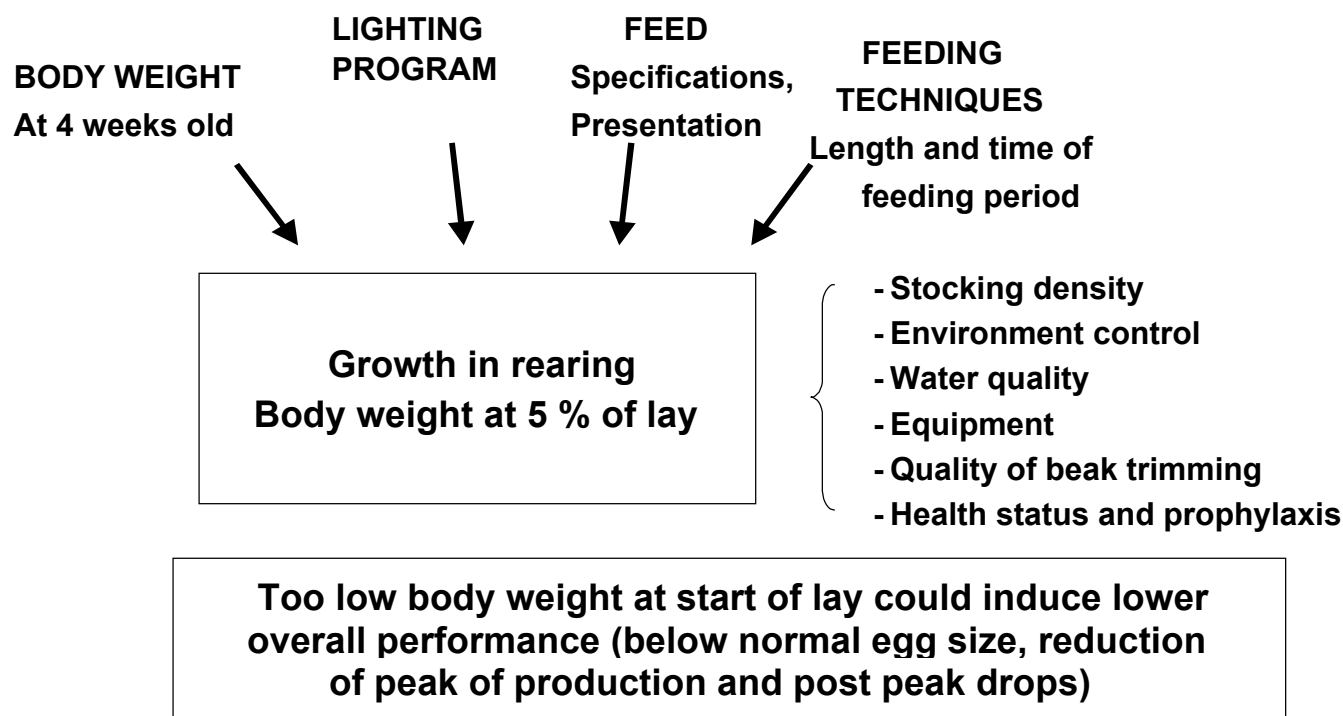 BODY WEIGHT
At 4 weeks old
LIGHTING
PROGRAM
FEED
Specifications,
Presentation
FEEDING
TECHNIQUES
Length and time of
feeding period
Growth in rearing
Body weight at 5 % of lay
- Stocking density
- Environment control
- Water quality
- Equipment
- Quality of beak trimming
- Health status and prophylaxis
Too low body weight at start of lay could induce lower
overall performance (below normal egg size, reduction
of peak of production and post peak drops)